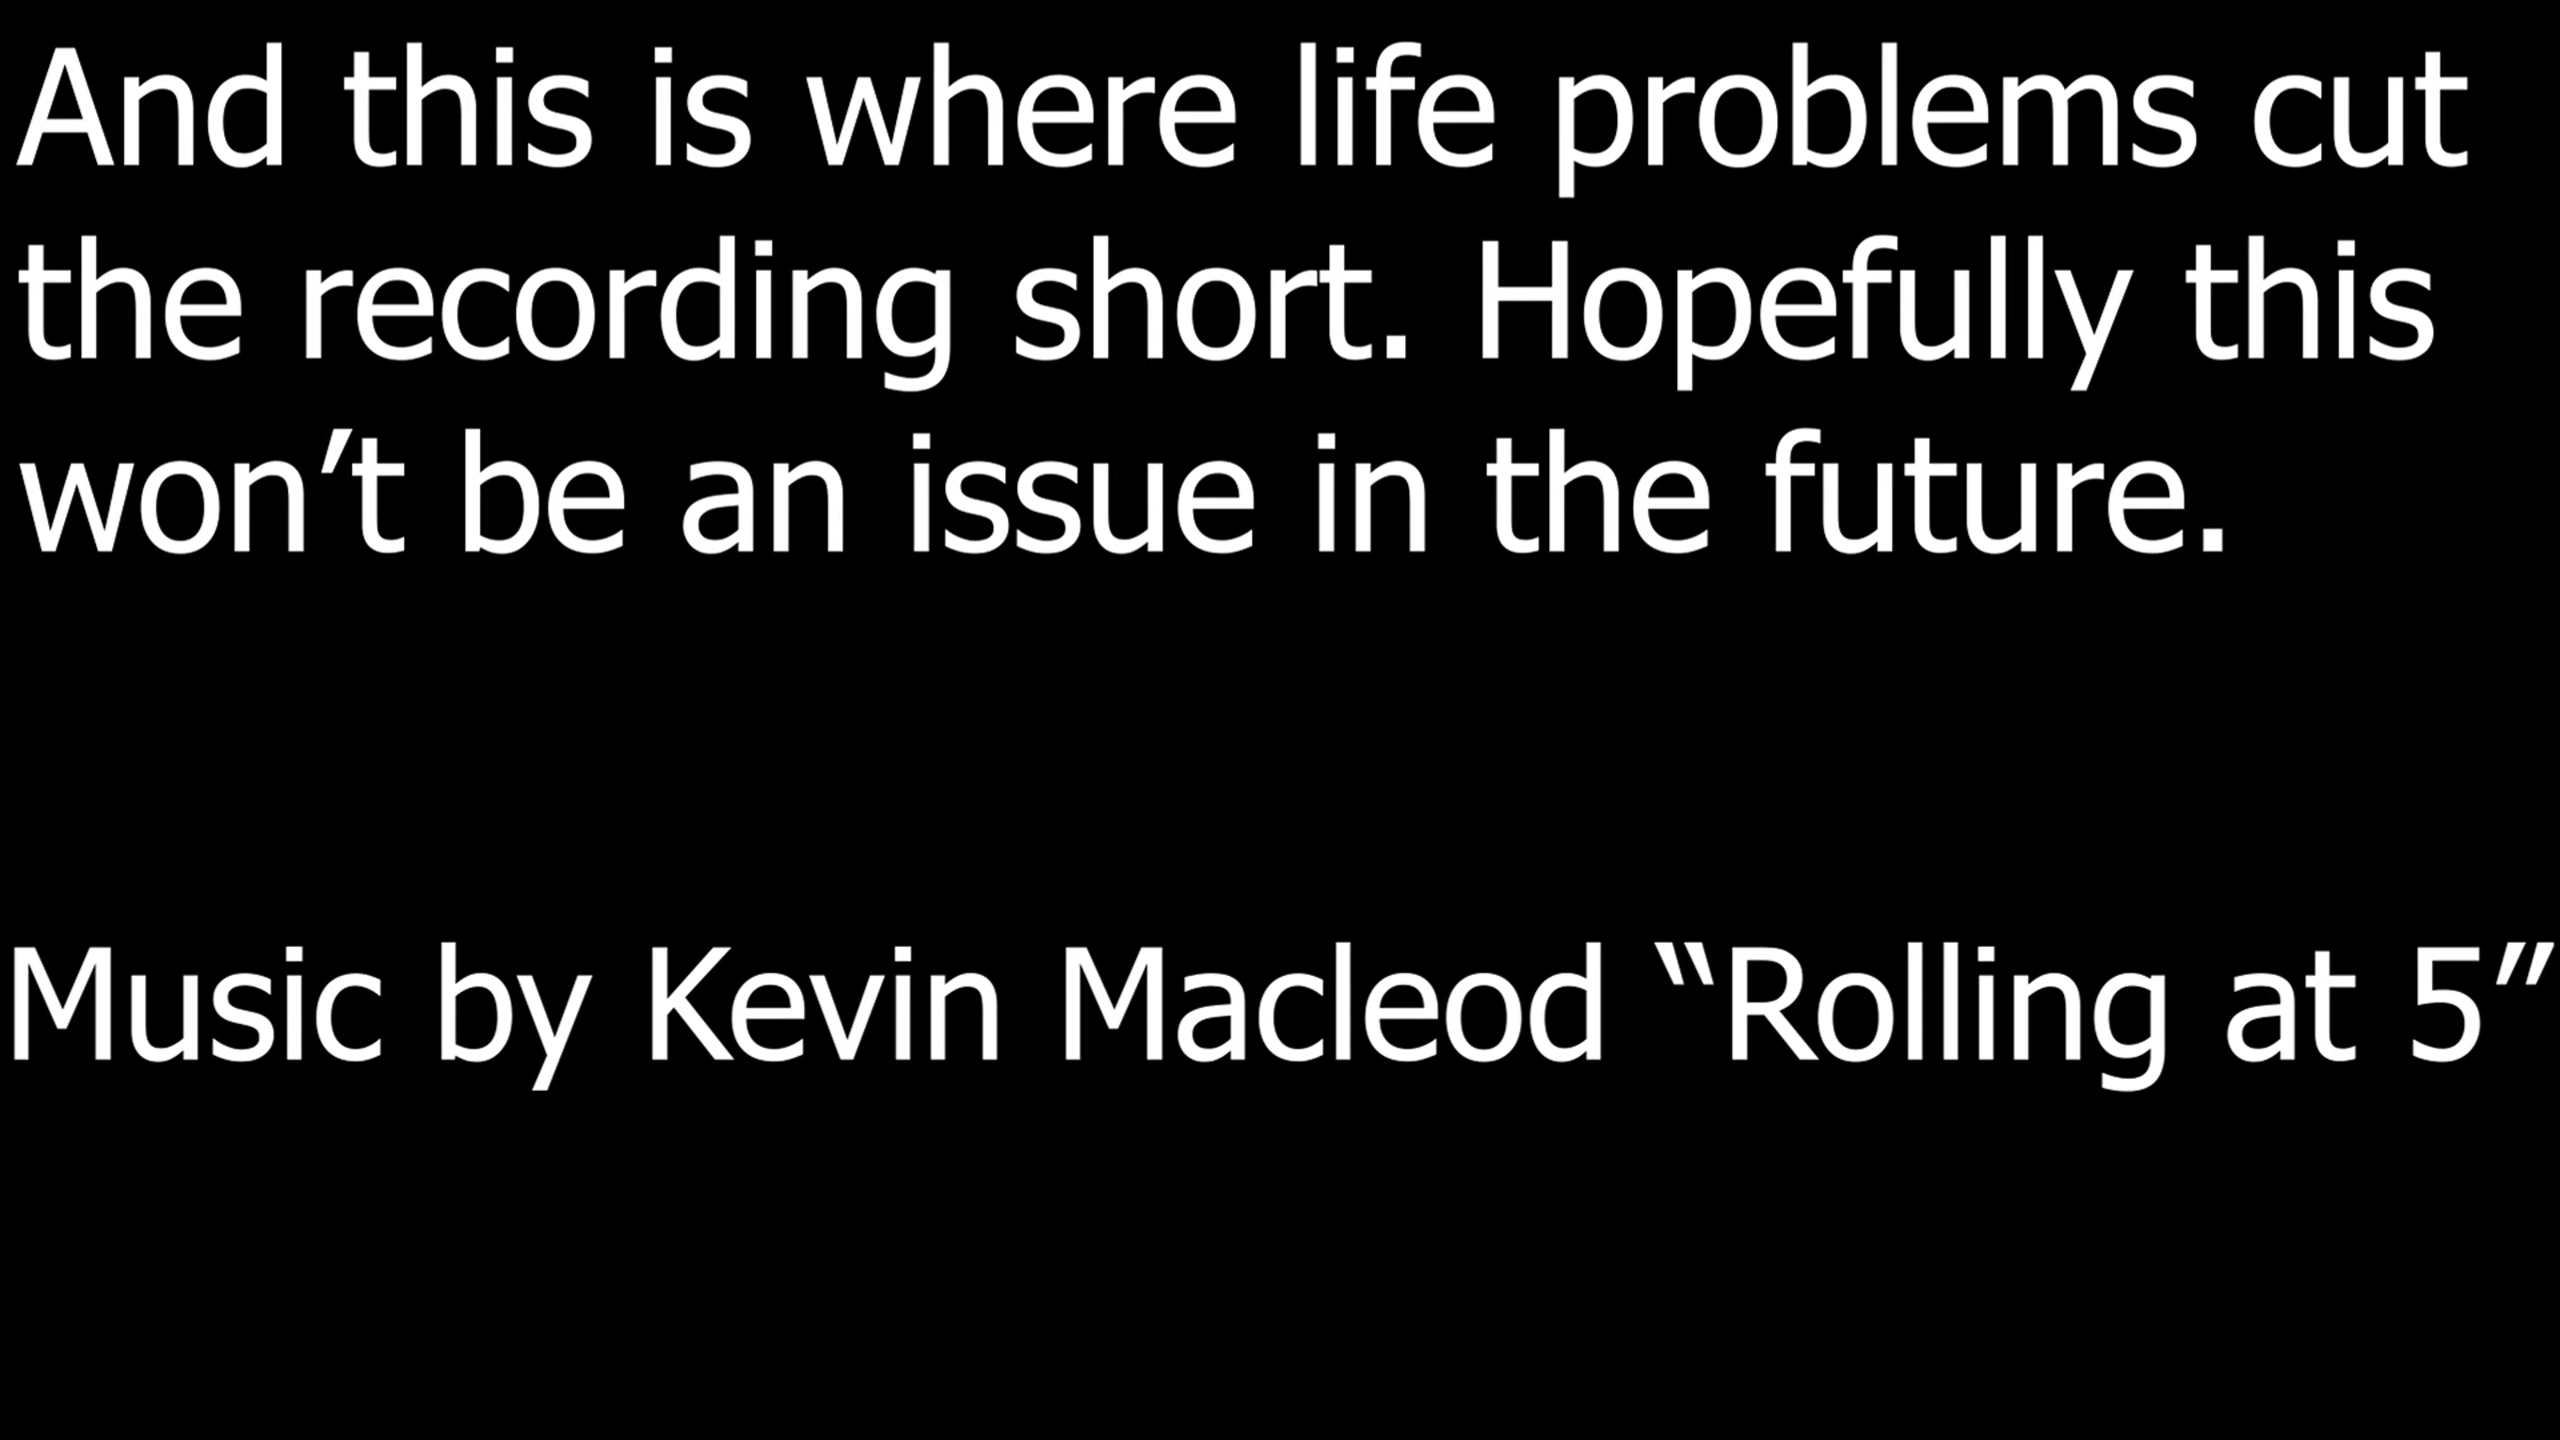 And this is where life problems cut
the recording short. Hopefully this
won’t be an issue in the future.
Music by Kevin Macleod “Rolling at 5”